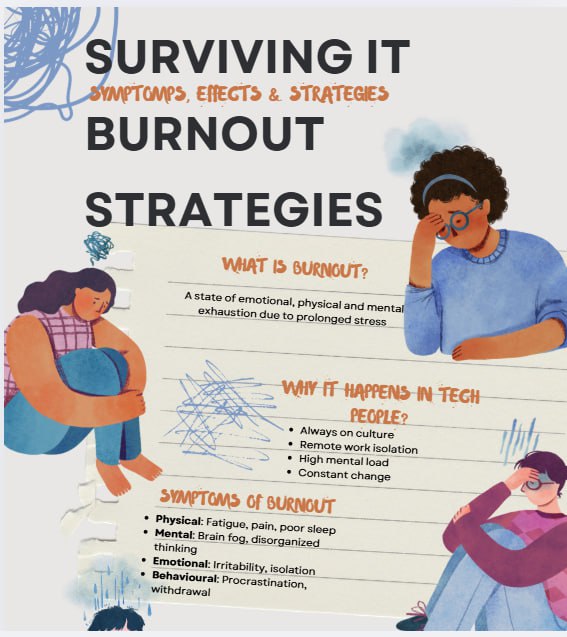 SURVIVING IT
SYMPTOMPS, EFFECTS & STRATEGIES
BURNOUT
STRATEGIES
WHAT IS BURNOUT?
A state of emotional, physical and mental
exhaustion due to prolonged stress
WHY IT HAPPENS IN TECH
PEOPLE?
• Always on culture
• Remote work isolation
• High mental load
• Constant change
SYMPTOMS OF BURNOUT
• Physical: Fatigue, pain, poor sleep
• Mental: Brain fog, disorganized
thinking
• Emotional: Irritability, isolation
• Behavioural: Procrastination,
withdrawal